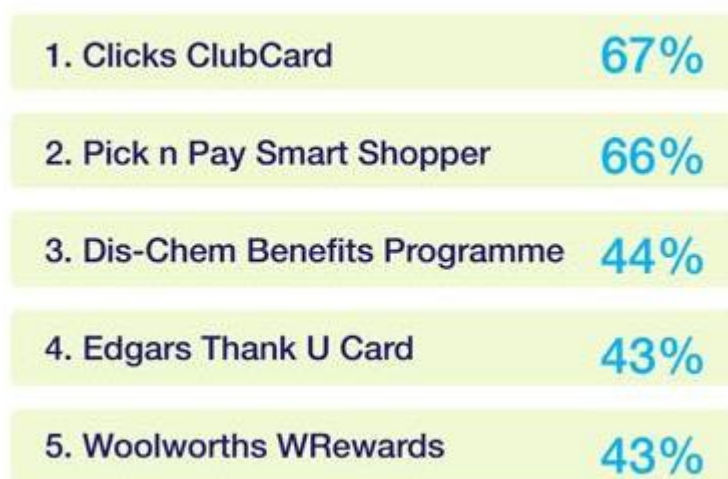 1. Clicks ClubCard 67%
2. Pick n Pay Smart Shopper 66%
3. Dis-Chem Benefits Programme 44%
4. Edgars Thank U Card 43%
5. Woolworths WRewards 43%